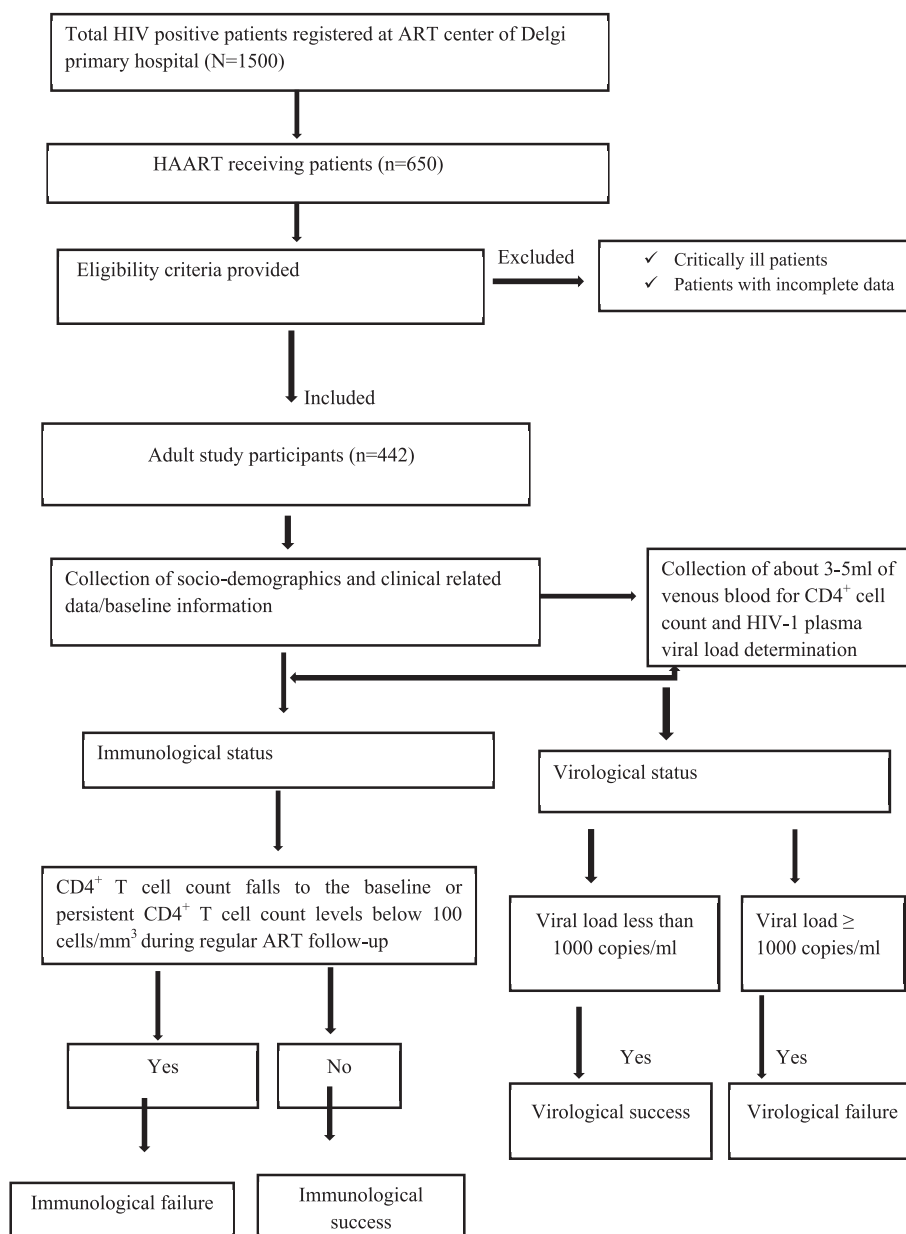 Total HIV positive patients registered at ART center of Delgi
primary hospital (N=1500)
HAART receiving patients (n=650)
Eligibility criteria provided
Excluded
✓ Critically ill patients
✓ Patients with incomplete data
Included
Adult study participants (n=442)
Collection of socio-demographics and clinical related
data/baseline information
Collection of about 3-5ml of
venous blood for CD4⁺ cell
count and HIV-1 plasma
viral load determination
Immunological status
Virological status
CD4⁺ T cell count falls to the baseline or
persistent CD4⁺ T cell count levels below 100
cells/mm³ during regular ART follow-up
Viral load less than
1000 copies/ml
Viral load ≥
1000 copies/ml
Yes
No
Yes
Yes
Virological success
Virological failure
Immunological failure
Immunological
success